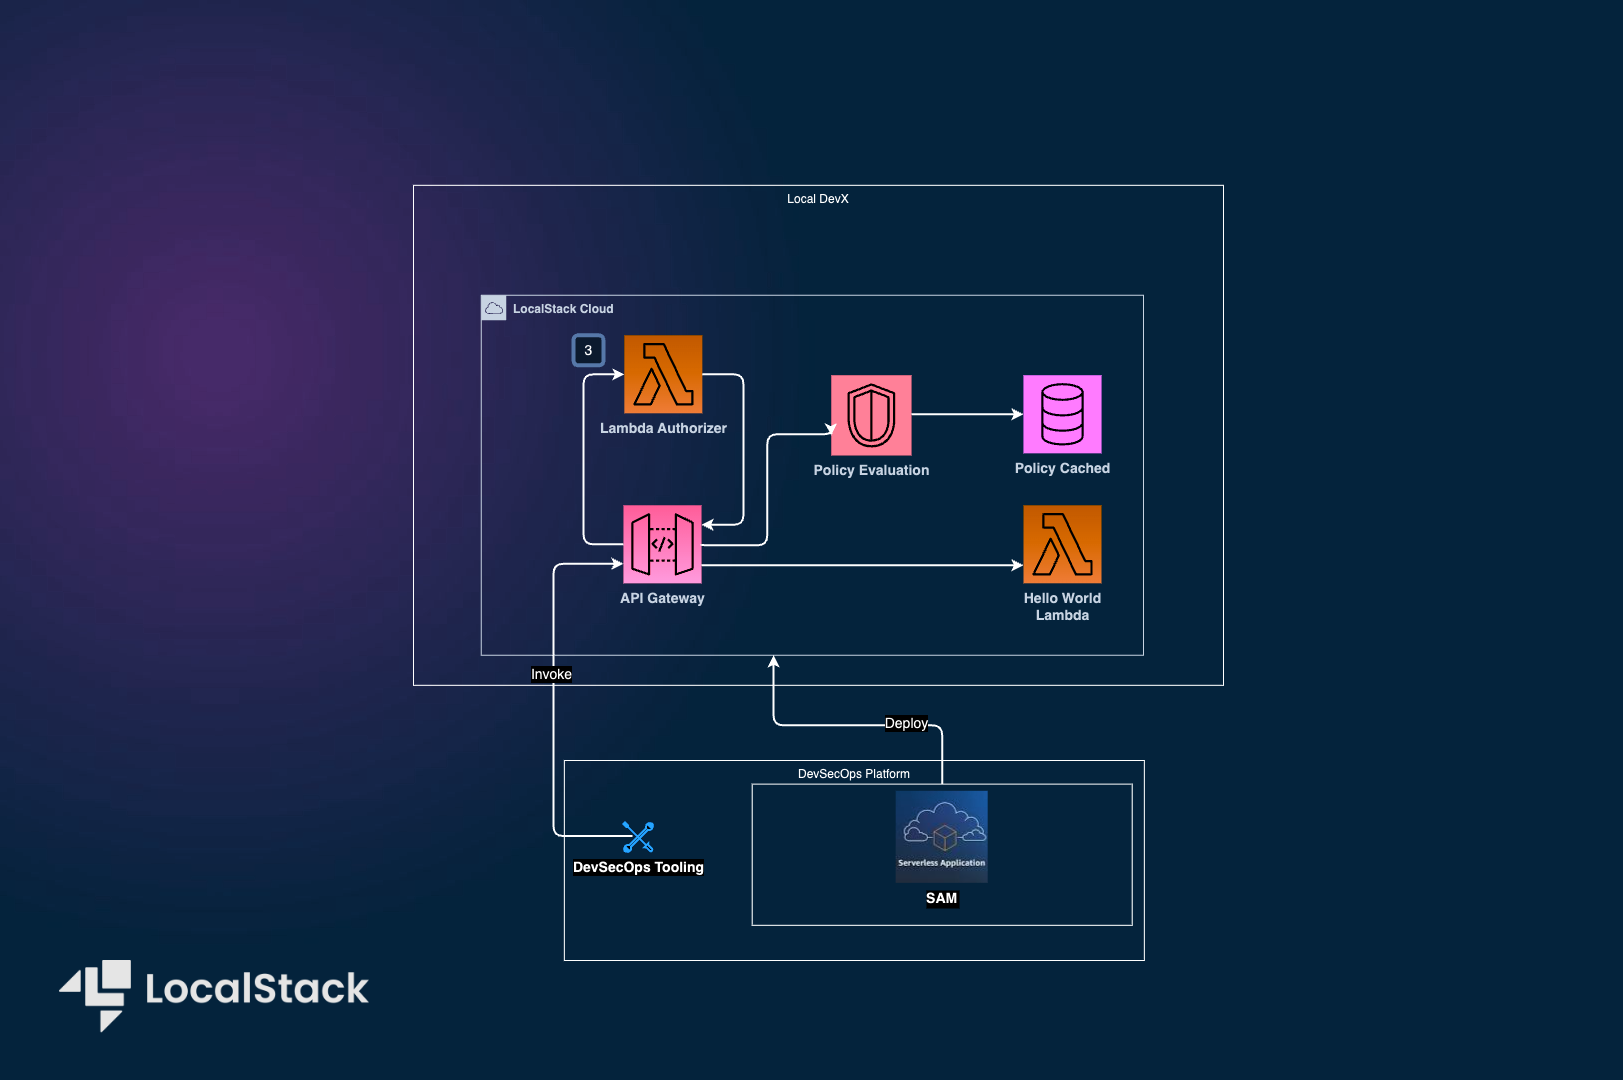 Local DevX
LocalStack Cloud
3
Lambda Authorizer
Policy Evaluation
Policy Cached
API Gateway
Hello World
Lambda
Invoke
Deploy
DevSecOps Platform
Serverless Application
DevSecOps Tooling
SAM
LocalStack